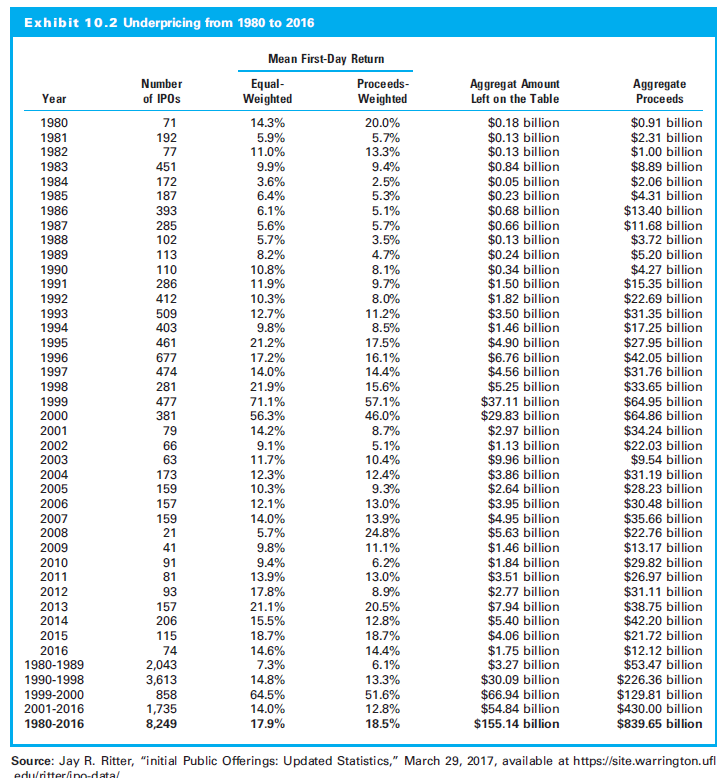 Exhibit 10.2 Underpricing from 1980 to 2016
Mean First-Day Return
Number Equal- Proceeds- Aggregat Amount Aggregate
Year of IPOs Weighted Weighted Left on the Table Proceeds
1980 71 14.3% 20.0% $0.18 billion $0.91 billion
1981 192 5.9% 5.7% $0.13 billion $2.31 billion
1982 77 11.0% 13.3% $0.13 billion $1.00 billion
1983 451 9.9% 9.4% $0.84 billion $8.89 billion
1984 172 3.6% 2.5% $0.05 billion $2.06 billion
1985 187 6.4% 5.3% $0.23 billion $4.31 billion
1986 393 6.1% 5.1% $0.68 billion $13.40 billion
1987 285 5.6% 5.7% $0.66 billion $11.68 billion
1988 102 5.7% 3.5% $0.13 billion $3.72 billion
1989 113 8.2% 4.7% $0.24 billion $5.20 billion
1990 110 10.8% 8.1% $0.34 billion $4.27 billion
1991 286 11.9% 9.7% $1.50 billion $15.35 billion
1992 412 10.3% 8.0% $1.82 billion $22.69 billion
1993 509 12.7% 11.2% $3.50 billion $31.35 billion
1994 403 9.8% 8.5% $1.46 billion $17.25 billion
1995 461 21.2% 17.5% $4.90 billion $27.95 billion
1996 677 17.2% 16.1% $6.76 billion $42.05 billion
1997 474 14.0% 14.4% $4.56 billion $31.76 billion
1998 281 21.9% 15.6% $5.25 billion $33.65 billion
1999 477 71.1% 57.1% $37.11 billion $64.95 billion
2000 381 56.3% 46.0% $29.83 billion $64.86 billion
2001 79 14.2% 8.7% $2.97 billion $34.24 billion
2002 66 9.1% 5.1% $1.13 billion $22.03 billion
2003 63 11.7% 10.4% $9.96 billion $9.54 billion
2004 173 12.3% 12.4% $3.86 billion $31.19 billion
2005 159 10.3% 9.3% $2.64 billion $28.23 billion
2006 157 12.1% 13.0% $3.95 billion $30.48 billion
2007 159 14.0% 13.9% $4.95 billion $35.66 billion
2008 21 5.7% 24.8% $5.63 billion $22.76 billion
2009 41 9.8% 11.1% $1.46 billion $13.17 billion
2010 91 9.4% 6.2% $1.84 billion $29.82 billion
2011 81 13.9% 13.0% $3.51 billion $26.97 billion
2012 93 17.8% 8.9% $2.77 billion $31.11 billion
2013 157 21.1% 20.5% $7.94 billion $38.75 billion
2014 206 15.5% 12.8% $5.40 billion $42.20 billion
2015 115 18.7% 18.7% $4.06 billion $21.72 billion
2016 74 14.6% 14.4% $1.75 billion $12.12 billion
1980-1989 2,043 7.3% 6.1% $3.27 billion $53.47 billion
1990-1998 3,613 14.8% 13.3% $30.09 billion $226.36 billion
1999-2000 858 64.5% 51.6% $66.94 billion $129.81 billion
2001-2016 1,735 14.0% 12.8% $54.84 billion $430.00 billion
1980-2016 8,249 17.9% 18.5% $155.14 billion $839.65 billion
Source: Jay R. Ritter, “initial Public Offerings: Updated Statistics,” March 29, 2017, available at https://site.warrington.ufl
.edu/ritter/ipo-data/